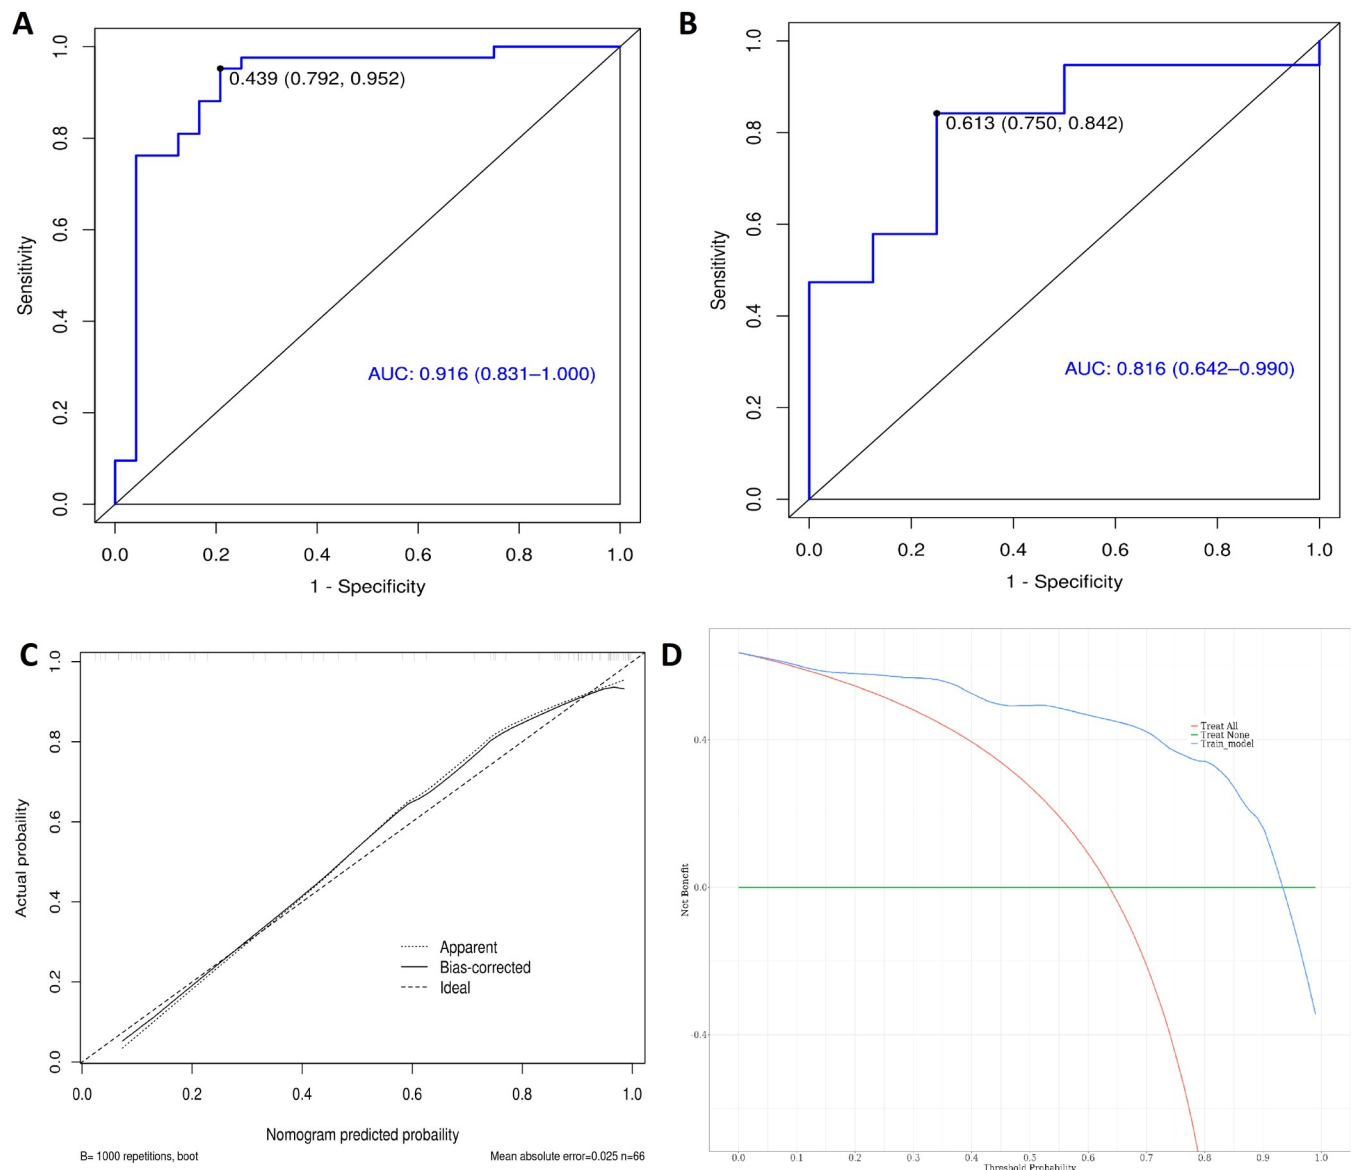 A
1.0
0.8
0.6
0.4
0.2
0.0
Sensitivity
0.439 (0.792, 0.952)
AUC: 0.916 (0.831–1.000)
0.0 0.2 0.4 0.6 0.8 1.0
1 - Specificity
B
1.0
0.8
0.6
0.4
0.2
0.0
Sensitivity
0.613 (0.750, 0.842)
AUC: 0.816 (0.642–0.990)
0.0 0.2 0.4 0.6 0.8 1.0
1 - Specificity
C
1.0
0.8
0.6
0.4
0.2
0.0
Actual probaility
Apparent
Bias-corrected
Ideal
0.0 0.2 0.4 0.6 0.8 1.0
Nomogram predicted probaility
B= 1000 repetitions, boot
Mean absolute error=0.025 n=66
D
0.4
0.0
-0.4
Net Benefit
Treat All
Treat None
Train_model
0.0 0.1 0.2 0.3 0.4 0.5 0.6 0.7 0.8 0.9 1.0
Threshold Probability